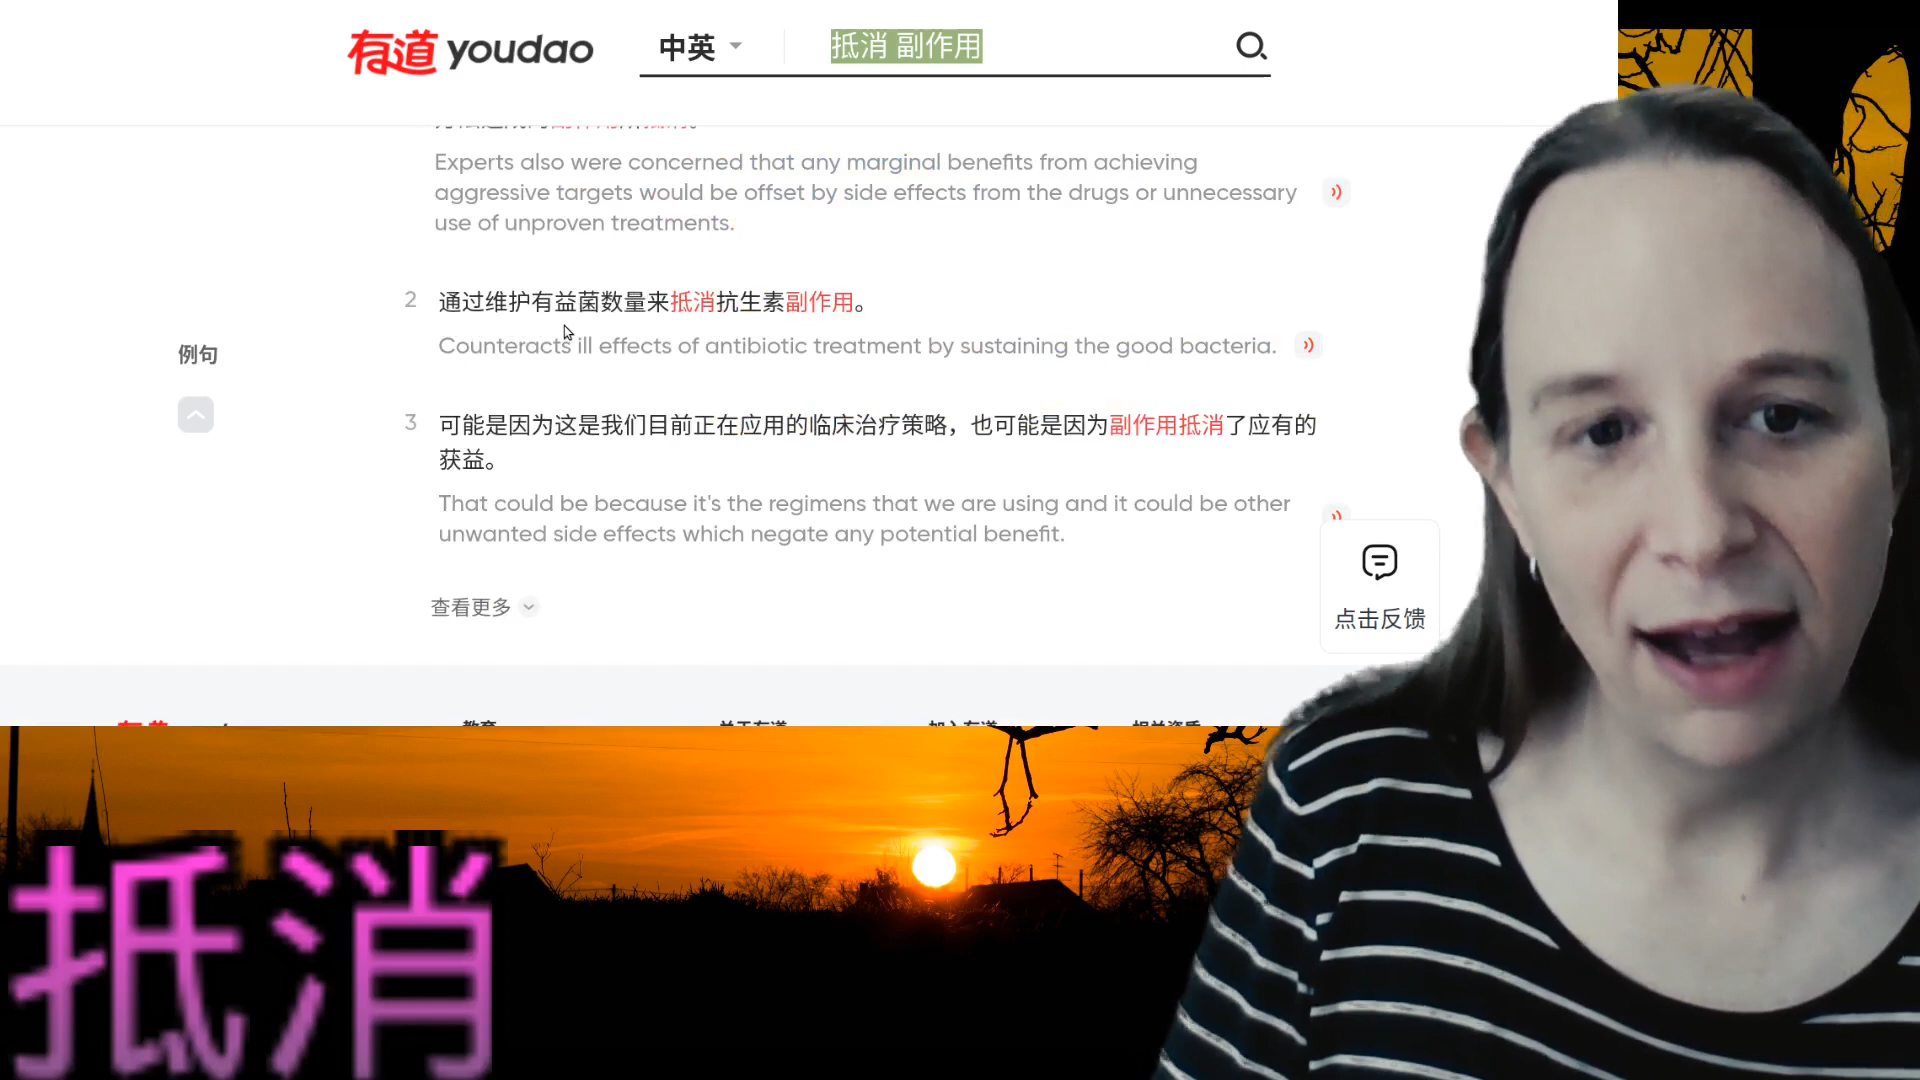 有道 youdao 中英 抵消 副作用
Experts also were concerned that any marginal benefits from achieving
aggressive targets would be offset by side effects from the drugs or unnecessary
use of unproven treatments.
2 通过维护有益菌数量来抵消抗生素副作用。
Counteracts ill effects of antibiotic treatment by sustaining the good bacteria.
例句
3 可能是因为这是我们目前正在应用的临床治疗策略，也可能是因为副作用抵消了应有的
获益。
That could be because it's the regimens that we are using and it could be other
unwanted side effects which negate any potential benefit.
查看更多
点击反馈
抵消